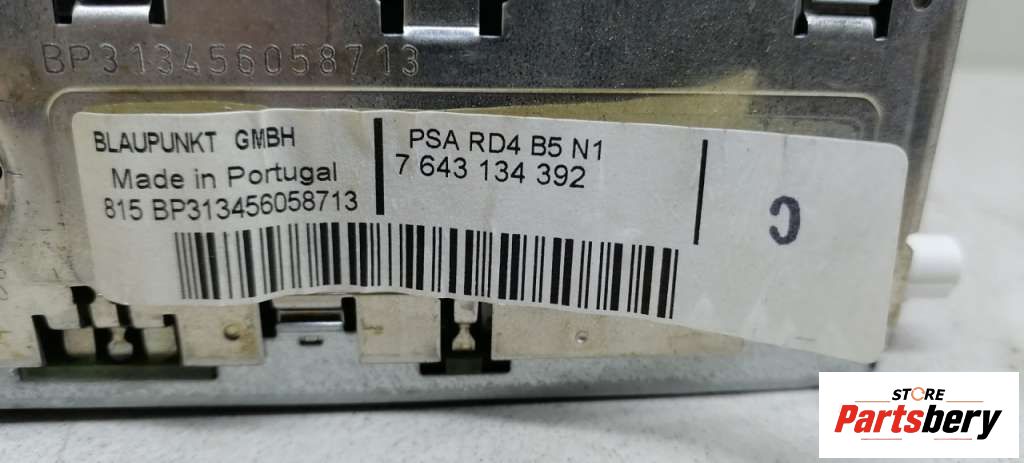 BP313456058713
BLAUPUNKT GMBH
Made in Portugal
815 BP313456058713
PSA RD4 B5 N1
7 643 134 392
C
STORE
Partsbery